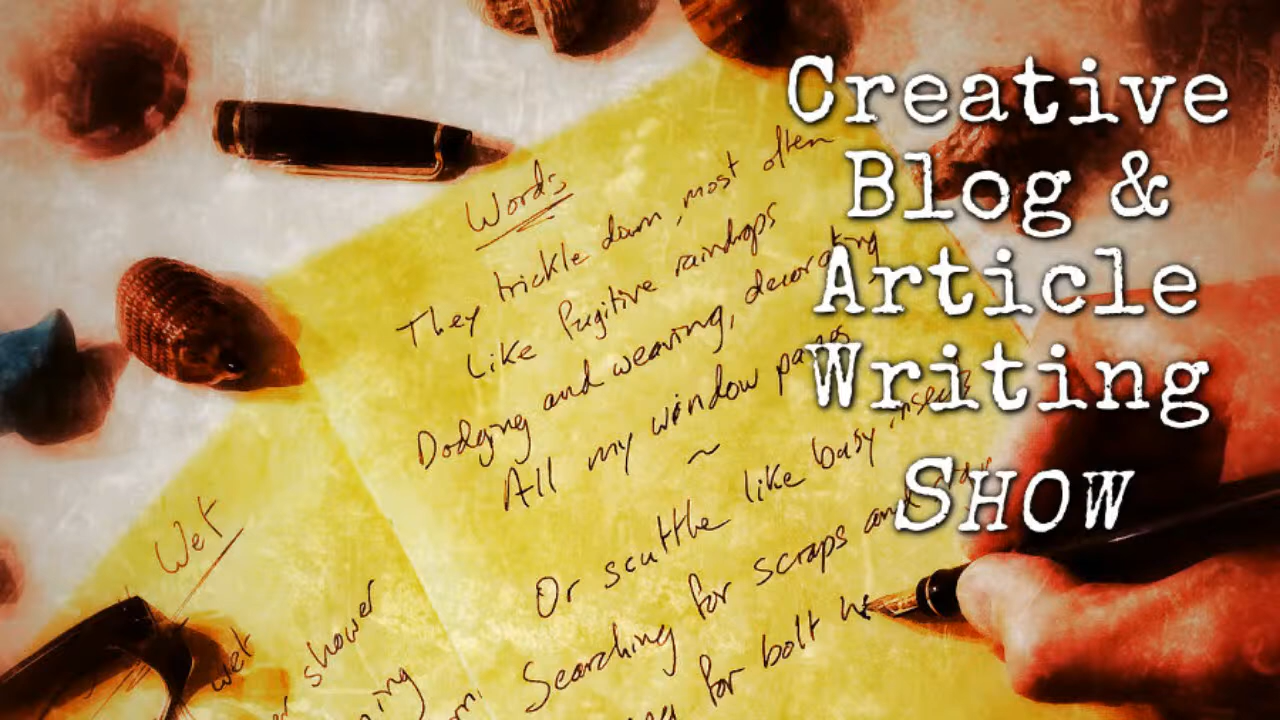 Creative
Blog &
Article
Writing
SHOW
Words
They trickle down, most often
Like fugitive raindrops
Dodging and weaving, decorating
All my window panes
~
Or scuttle like busy insects
Searching for scraps and
for bolt
Wet
wet
shower